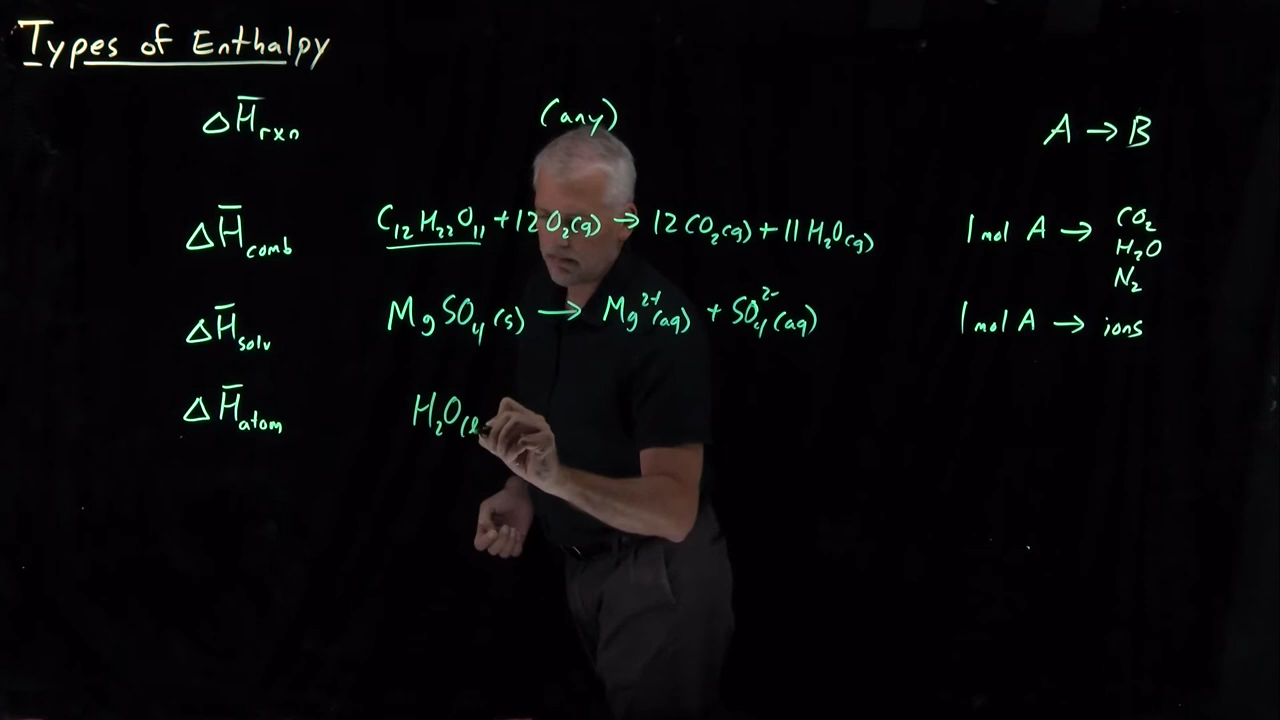 Types of Enthalpy
ΔH̅rxn (any) A → B
ΔH̅comb C₁₂H₂₂O₁₁ + 12 O₂(g) → 12 CO₂(g) + 11 H₂O(g) 1 mol A → CO₂
H₂O
N₂
ΔH̅solv MgSO₄(s) → Mg²⁺(aq) + SO₄²⁻(aq) 1 mol A → ions
ΔH̅atom H₂O(l